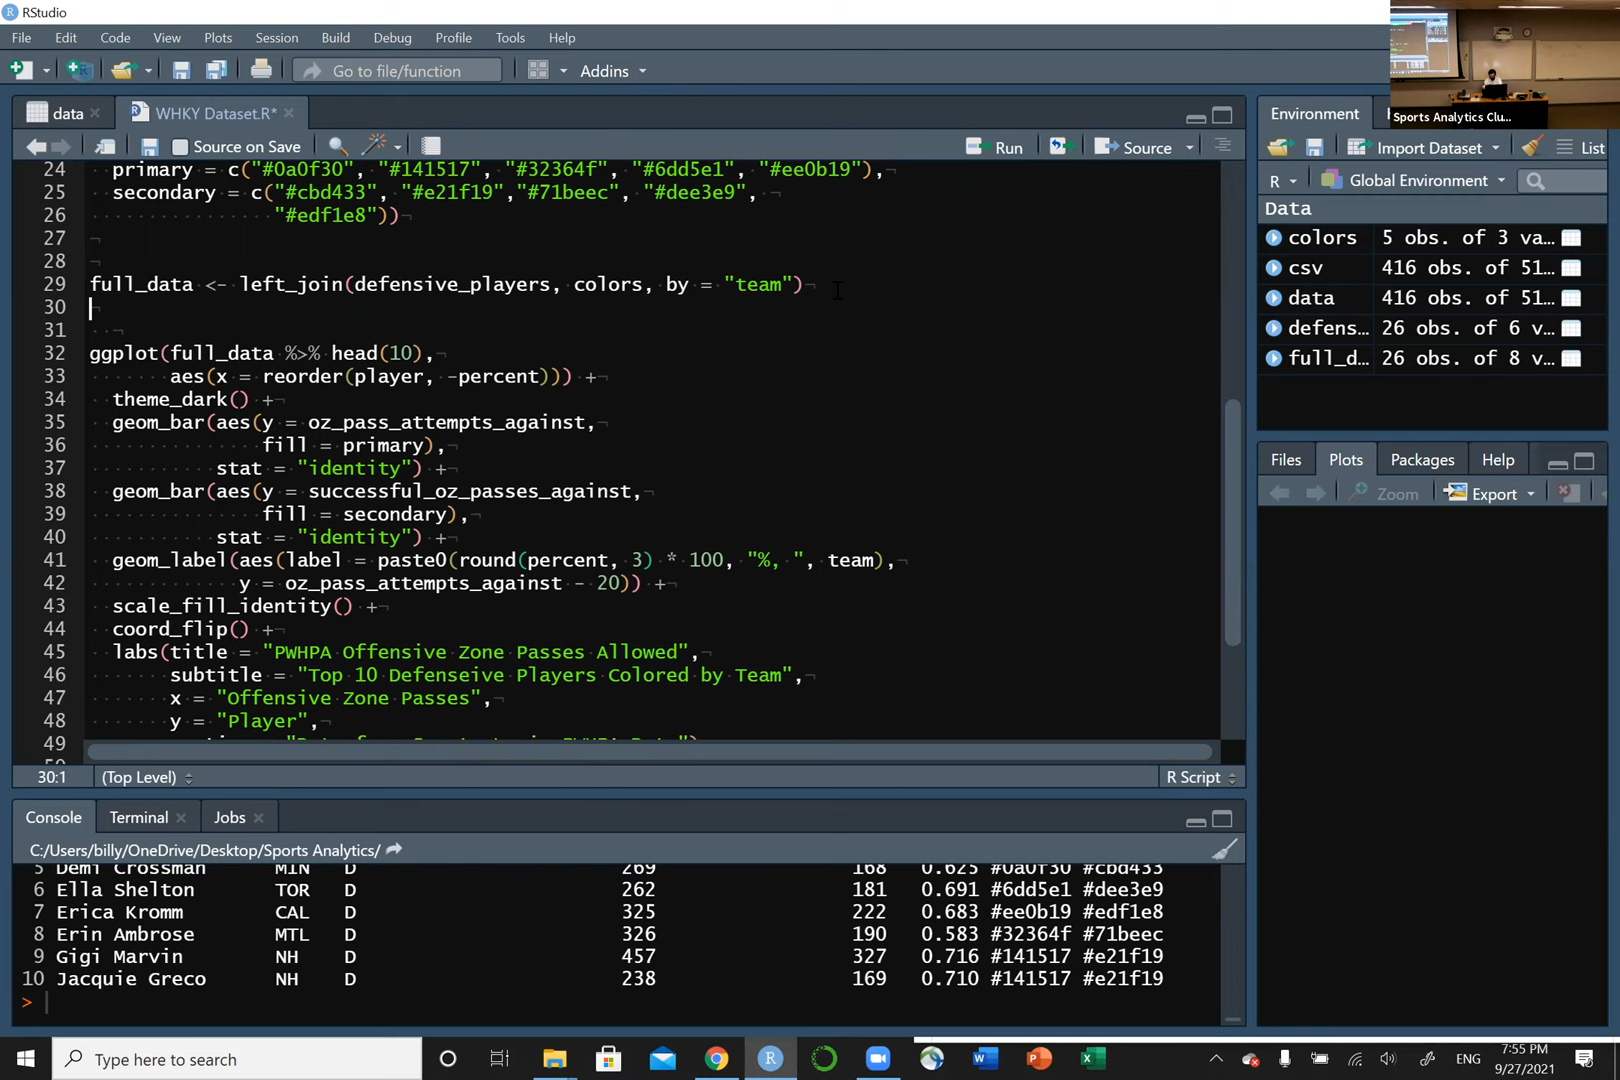 RStudio
File Edit Code View Plots Session Build Debug Profile Tools Help
Go to file/function Addins
Sports Analytics Clu...
data WHKY Dataset.R*
Source on Save Run Source
24 primary = c("#0a0f30", "#141517", "#32364f", "#6dd5e1", "#ee0b19"),
25 secondary = c("#cbd433", "#e21f19","#71beec", "#dee3e9",
26 "#edf1e8"))
27
28
29 full_data <- left_join(defensive_players, colors, by = "team")
30
31
32 ggplot(full_data %>% head(10),
33 aes(x = reorder(player, -percent))) +
34 theme_dark() +
35 geom_bar(aes(y = oz_pass_attempts_against,
36 fill = primary),
37 stat = "identity") +
38 geom_bar(aes(y = successful_oz_passes_against,
39 fill = secondary),
40 stat = "identity") +
41 geom_label(aes(label = paste0(round(percent, 3) * 100, "%, ", team),
42 y = oz_pass_attempts_against - 20)) +
43 scale_fill_identity() +
44 coord_flip() +
45 labs(title = "PWHPA Offensive Zone Passes Allowed",
46 subtitle = "Top 10 Defenseive Players Colored by Team",
47 x = "Offensive Zone Passes",
48 y = "Player",
49
30:1 (Top Level) R Script
Console Terminal Jobs
C:/Users/billy/OneDrive/Desktop/Sports Analytics/
5 Demi Crossman MIN D 269 168 0.625 #0a0f30 #cbd433
6 Ella Shelton TOR D 262 181 0.691 #6dd5e1 #dee3e9
7 Erica Kromm CAL D 325 222 0.683 #ee0b19 #edf1e8
8 Erin Ambrose MTL D 326 190 0.583 #32364f #71beec
9 Gigi Marvin NH D 457 327 0.716 #141517 #e21f19
10 Jacquie Greco NH D 238 169 0.710 #141517 #e21f19
>
Environment
Import Dataset List
R Global Environment
Data
colors 5 obs. of 3 va...
csv 416 obs. of 51...
data 416 obs. of 51...
defens... 26 obs. of 6 v...
full_d... 26 obs. of 8 v...
Files Plots Packages Help
Zoom Export
Type here to search
ENG
7:55 PM
9/27/2021